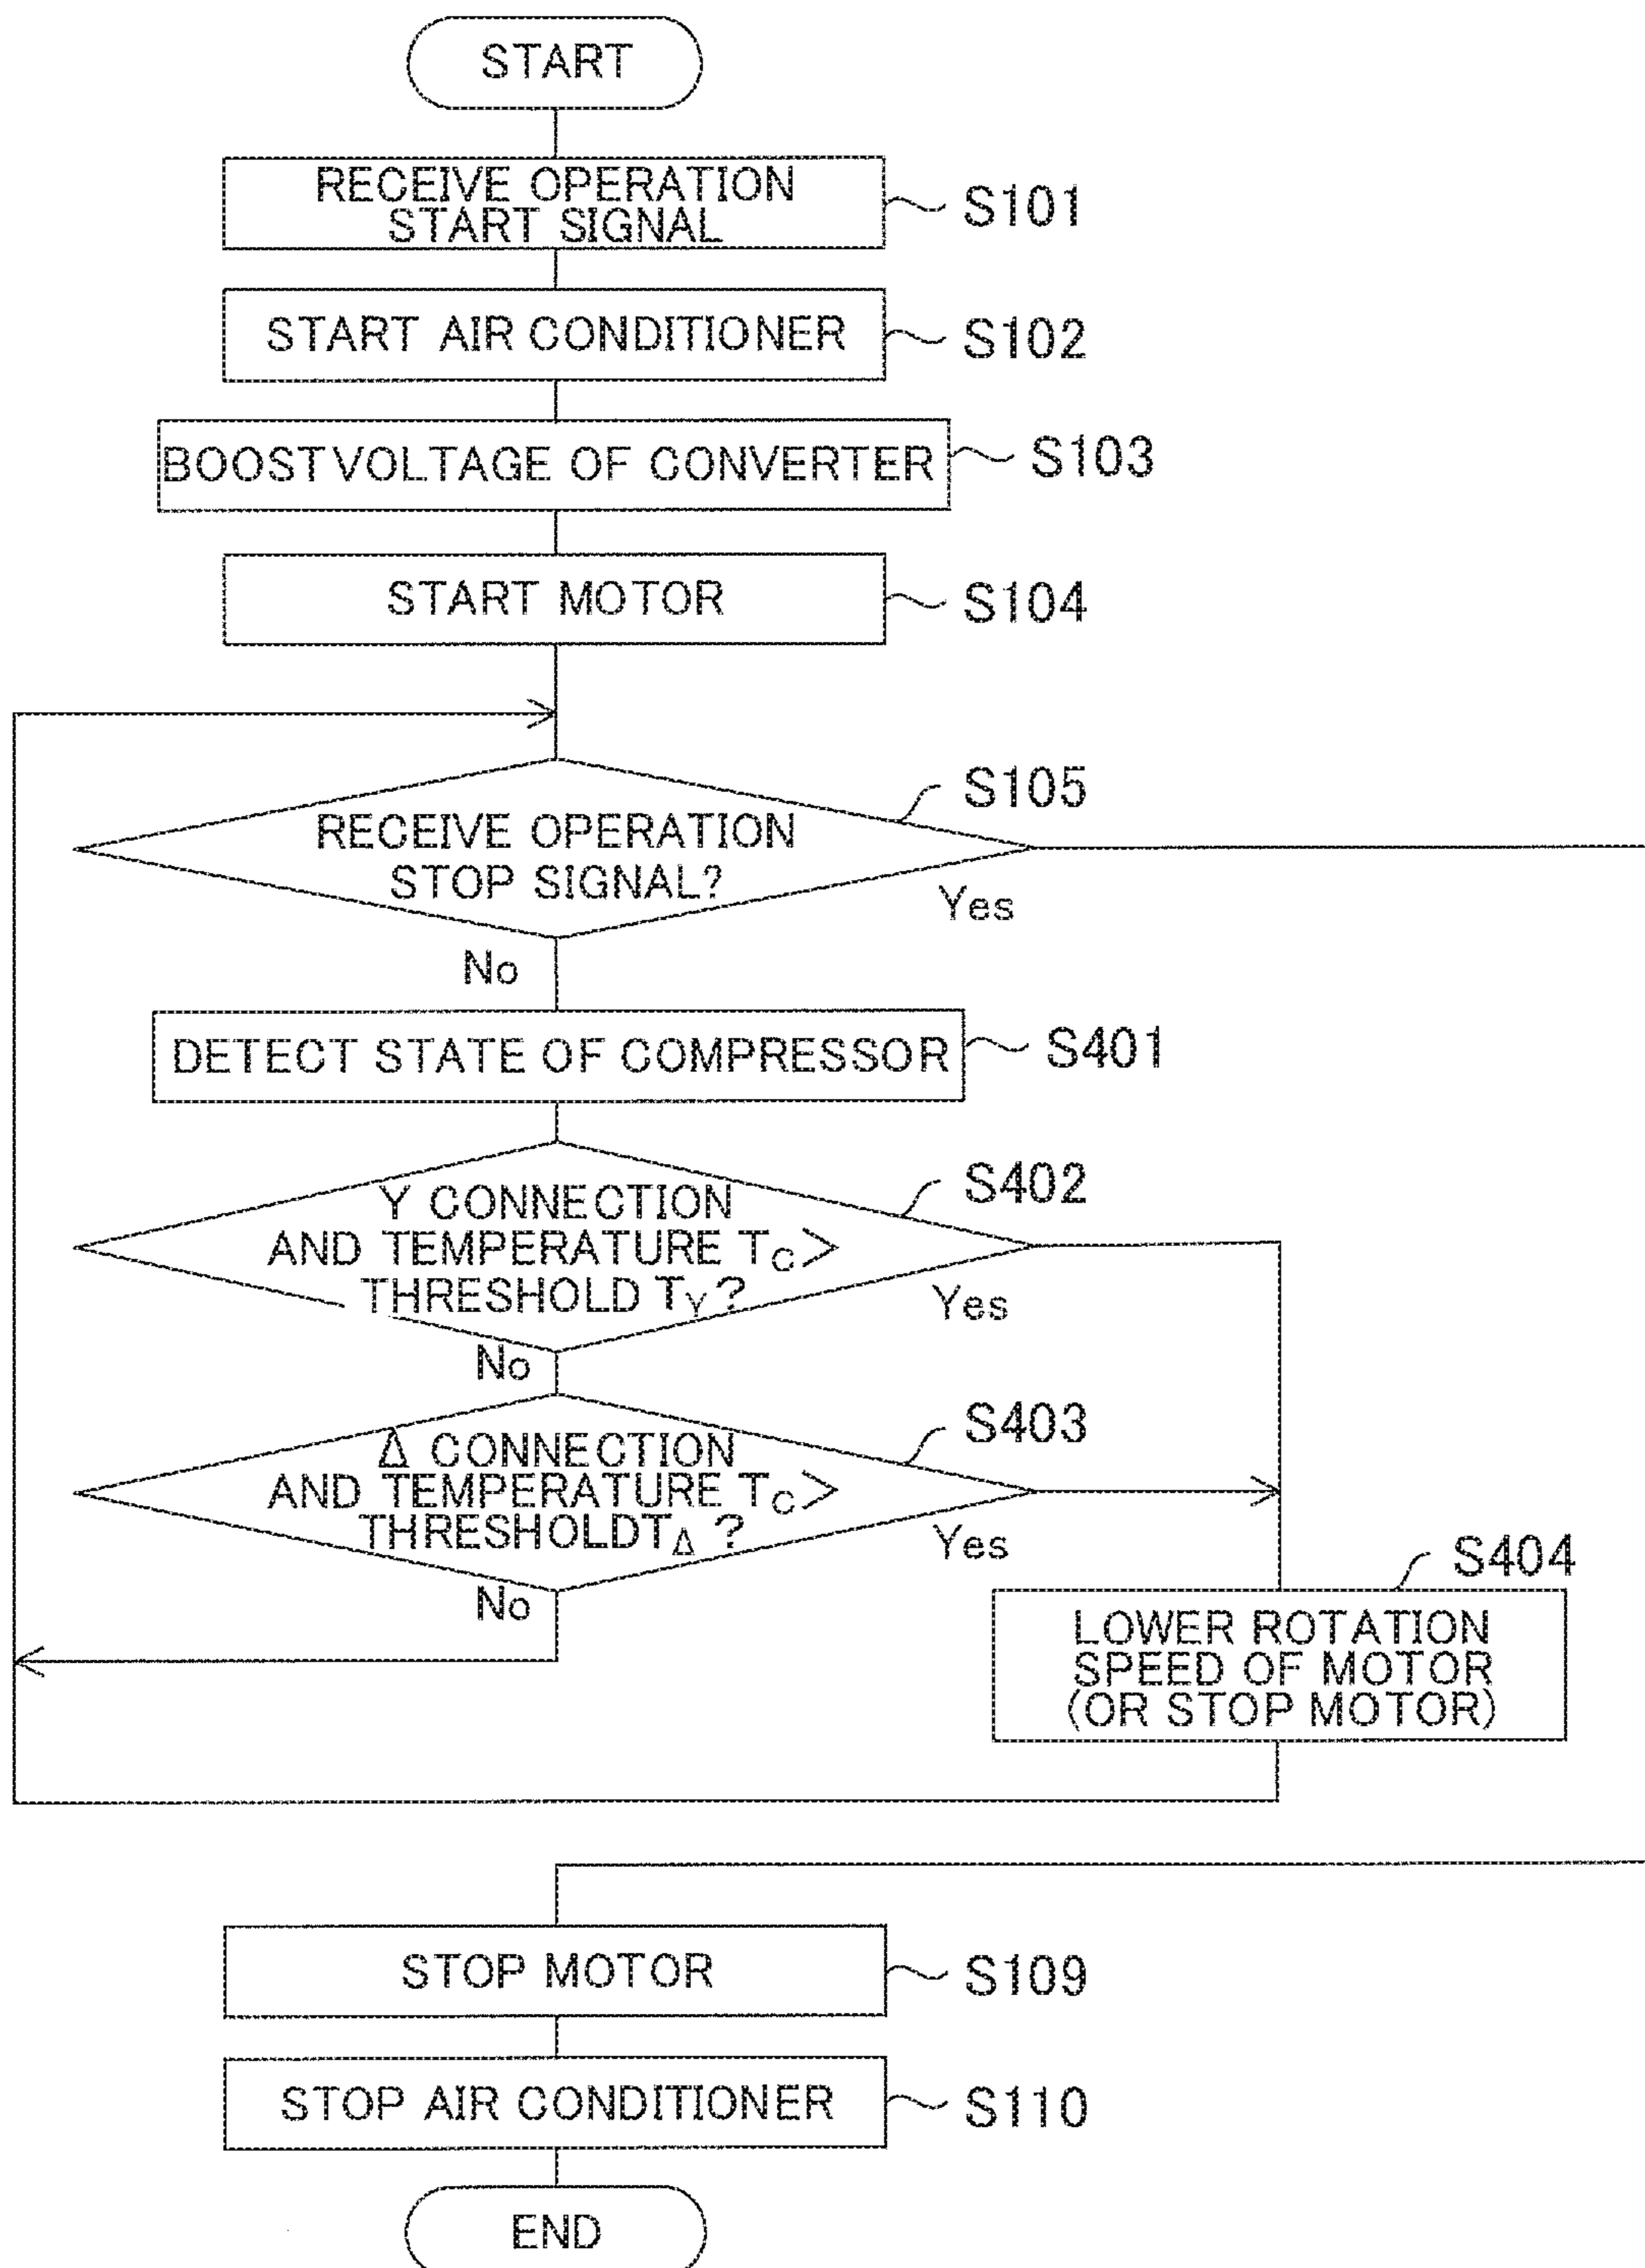 START
RECEIVE OPERATION
START SIGNAL
S101
START AIR CONDITIONER
S102
BOOST VOLTAGE OF CONVERTER
S103
START MOTOR
S104
S105
RECEIVE OPERATION
STOP SIGNAL?
Yes
No
DETECT STATE OF COMPRESSOR
S401
S402
Y CONNECTION
AND TEMPERATURE TC>
THRESHOLD TY?
Yes
No
S403
Δ CONNECTION
AND TEMPERATURE TC>
THRESHOLDTΔ ?
Yes
No
S404
LOWER ROTATION
SPEED OF MOTOR
(OR STOP MOTOR)
STOP MOTOR
S109
STOP AIR CONDITIONER
S110
END